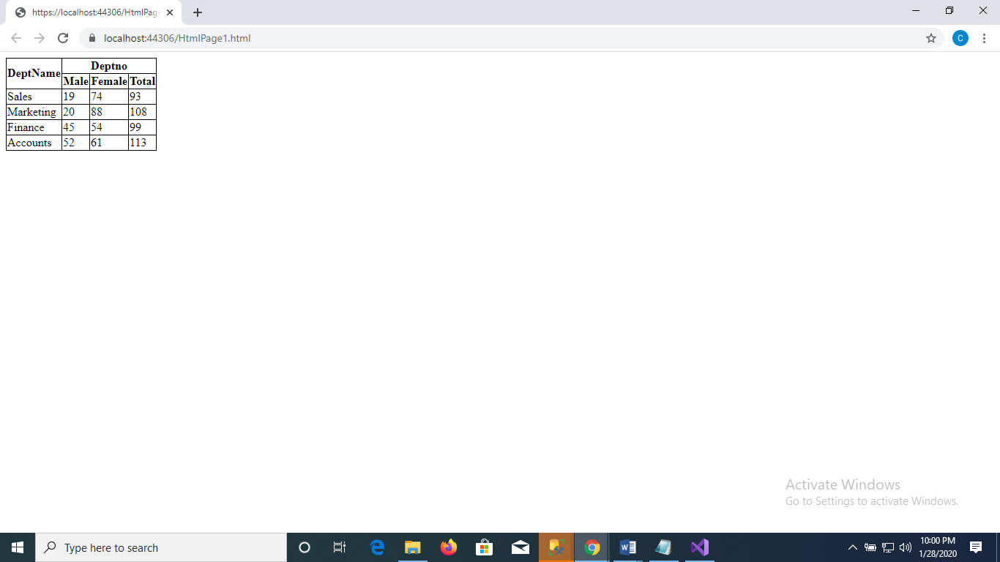 https://localhost:44306/HtmlPag
localhost:44306/HtmlPage1.html
DeptName Deptno
Male Female Total
Sales 19 74 93
Marketing 20 88 108
Finance 45 54 99
Accounts 52 61 113
Activate Windows
Go to Settings to activate Windows.
Type here to search
10:00 PM
1/28/2020
C